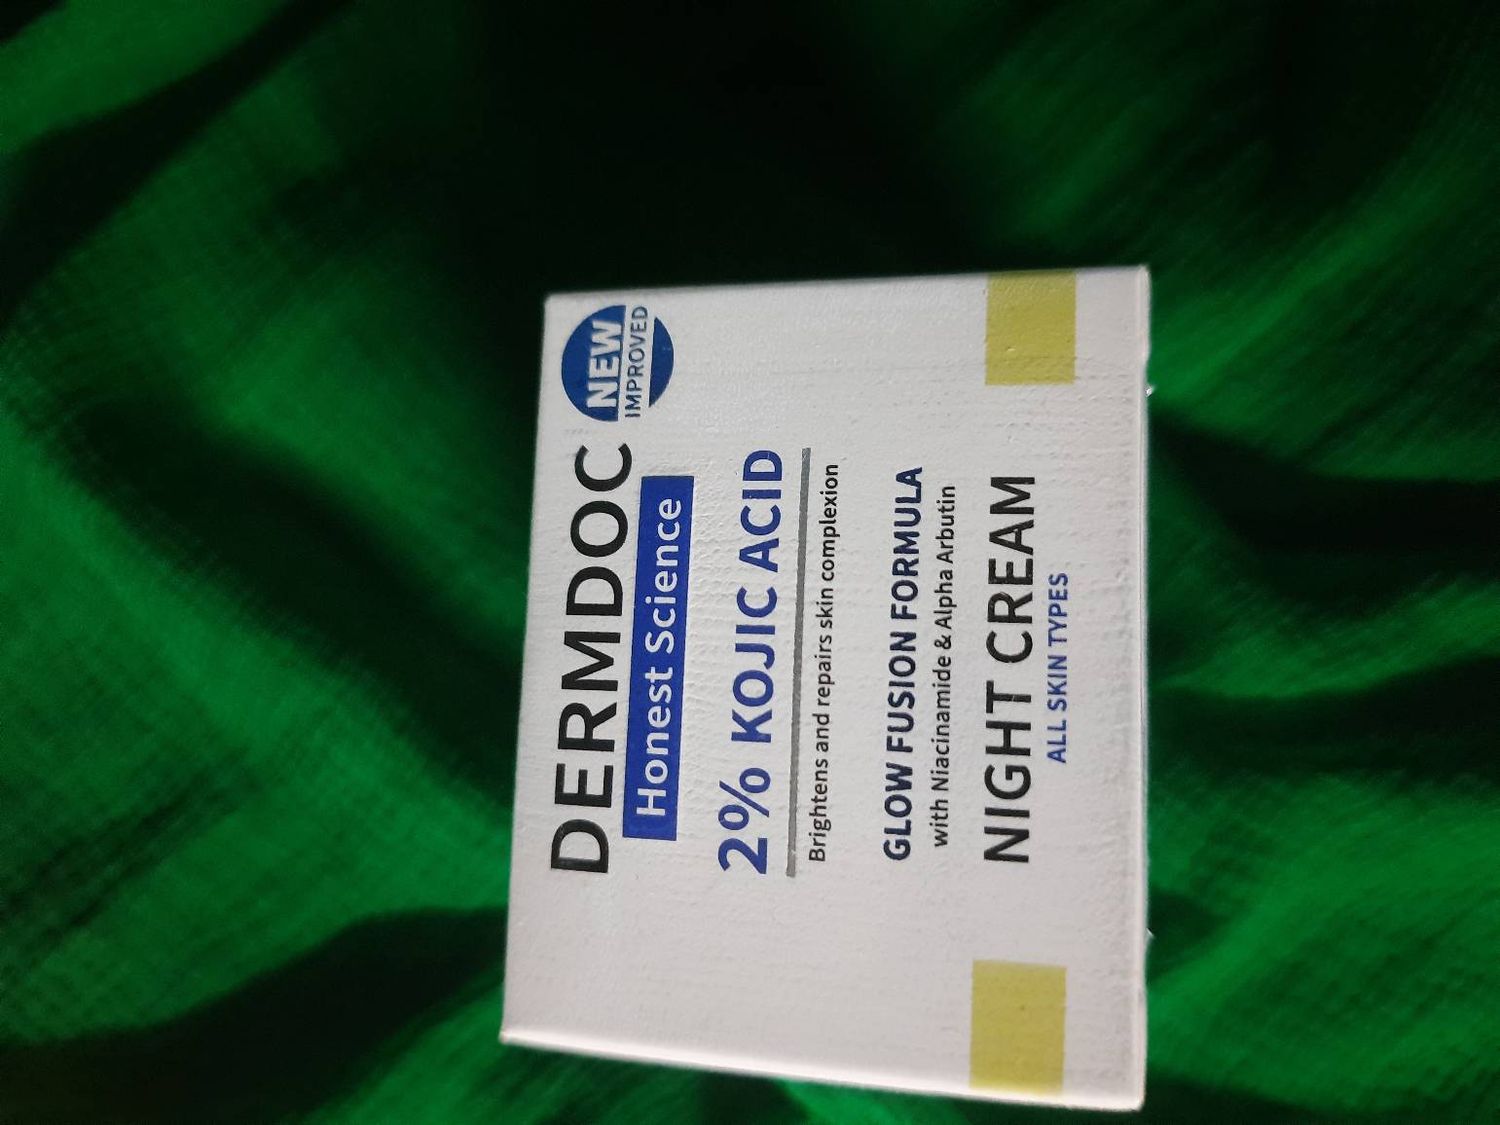 DERMDOC
Honest Science
NEW
IMPROVED
2% KOJIC ACID
Brightens and repairs skin complexion
GLOW FUSION FORMULA
with Niacinamide & Alpha Arbutin
NIGHT CREAM
ALL SKIN TYPES